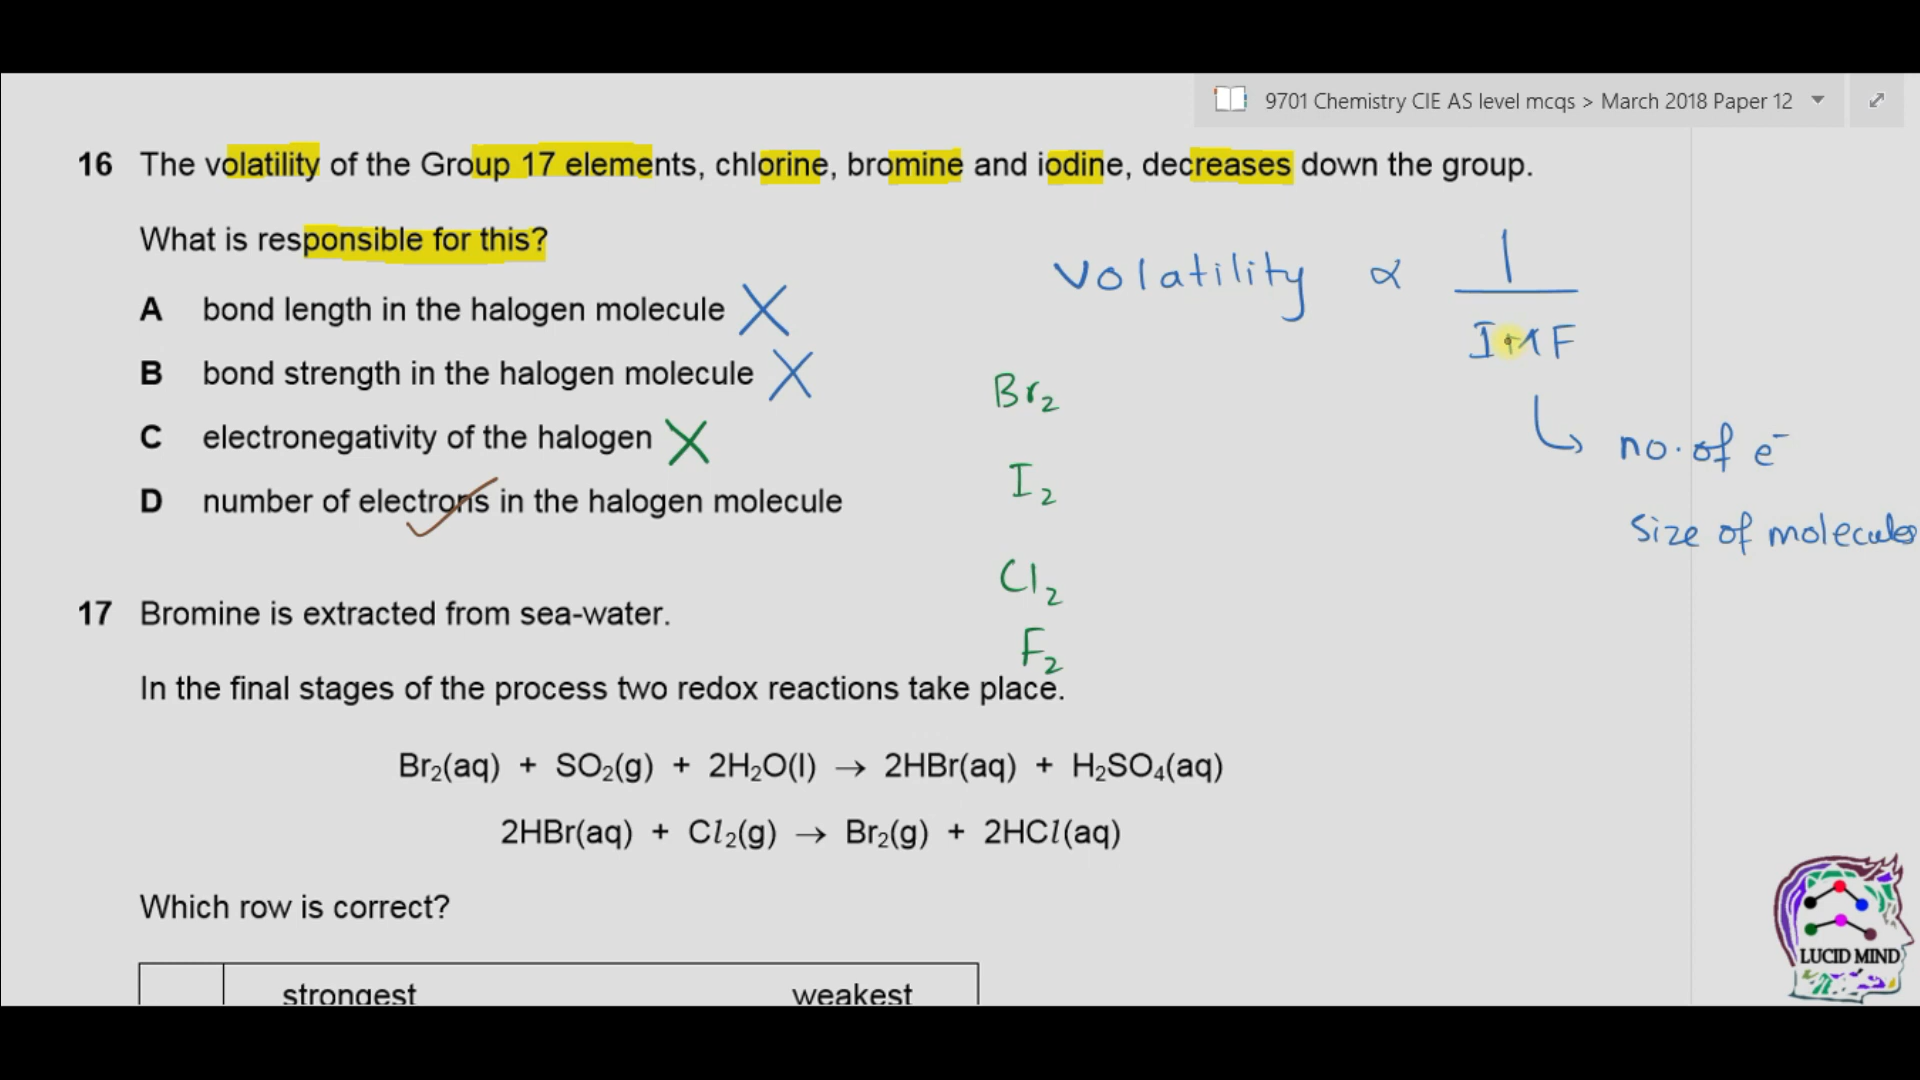 9701 Chemistry CIE AS level mcqs > March 2018 Paper 12
16 The volatility of the Group 17 elements, chlorine, bromine and iodine, decreases down the group.
What is responsible for this?
Volatility ∝ 1
IMF
A bond length in the halogen molecule
B bond strength in the halogen molecule
Br₂
C electronegativity of the halogen
no. of e⁻
I₂
D number of electrons in the halogen molecule
size of molecules
Cl₂
17 Bromine is extracted from sea-water.
F₂
In the final stages of the process two redox reactions take place.
Br₂(aq) + SO₂(g) + 2H₂O(l) → 2HBr(aq) + H₂SO₄(aq)
2HBr(aq) + Cl₂(g) → Br₂(g) + 2HCl(aq)
Which row is correct?
LUCID MIND
strongest weakest